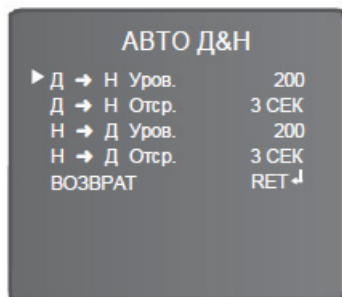 АВТО Д&Н
Д → Н Уров. 200
Д → Н Отср. 3 СЕК
Н → Д Уров. 200
Н → Д Отср. 3 СЕК
ВОЗВРАТ RET↲